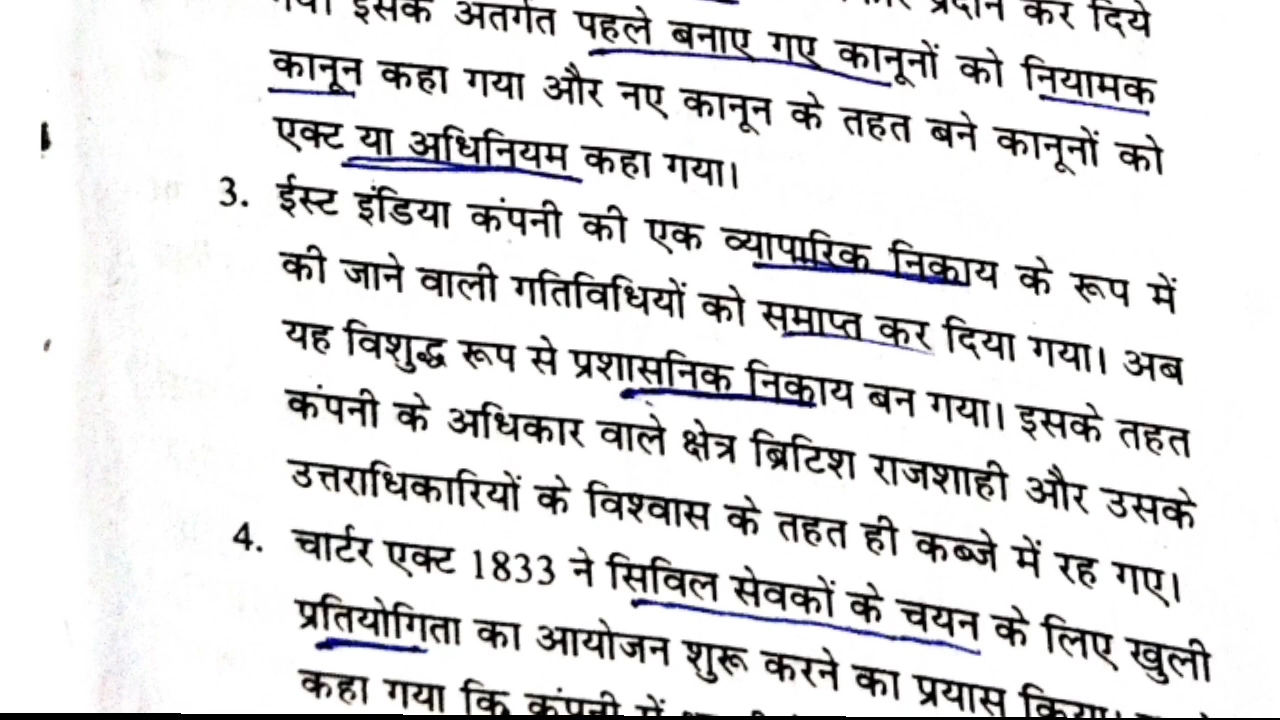 इसके अंतर्गत पहले बनाए गए कानूनों को नियामक प्रदान कर दिये
कानून कहा गया और नए कानून के तहत बने कानूनों को
एक्ट या अधिनियम कहा गया।
3. ईस्ट इंडिया कंपनी की एक व्यापारिक निकाय के रूप में
की जाने वाली गतिविधियों को समाप्त कर दिया गया। अब
यह विशुद्ध रूप से प्रशासनिक निकाय बन गया। इसके तहत
कंपनी के अधिकार वाले क्षेत्र ब्रिटिश राजशाही और उसके
उत्तराधिकारियों के विश्वास के तहत ही कब्जे में रह गए।
4. चार्टर एक्ट 1833 ने सिविल सेवकों के चयन के लिए खुली
प्रतियोगिता का आयोजन शुरू करने का प्रयास किया।
कहा गया कि कंपनी में